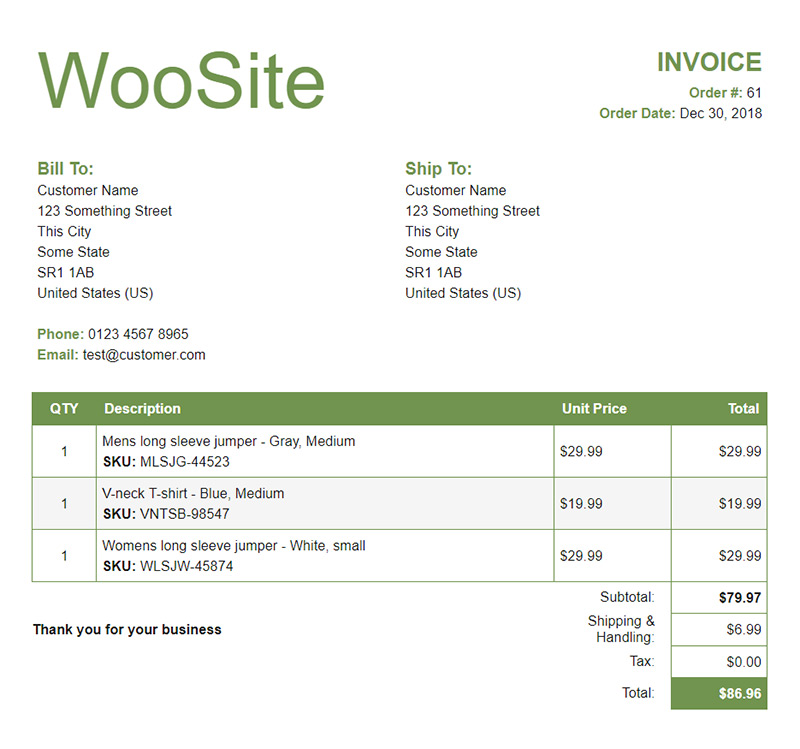 WooSite
INVOICE
Order #: 61
Order Date: Dec 30, 2018
Bill To:
Customer Name
123 Something Street
This City
Some State
SR1 1AB
United States (US)
Ship To:
Customer Name
123 Something Street
This City
Some State
SR1 1AB
United States (US)
Phone: 0123 4567 8965
Email: test@customer.com
QTY Description Unit Price Total
1 Mens long sleeve jumper - Gray, Medium $29.99 $29.99
SKU: MLSJG-44523
1 V-neck T-shirt - Blue, Medium $19.99 $19.99
SKU: VNTSB-98547
1 Womens long sleeve jumper - White, small $29.99 $29.99
SKU: WLSJW-45874
Subtotal: $79.97
Thank you for your business
Shipping &
Handling: $6.99
Tax: $0.00
Total: $86.96